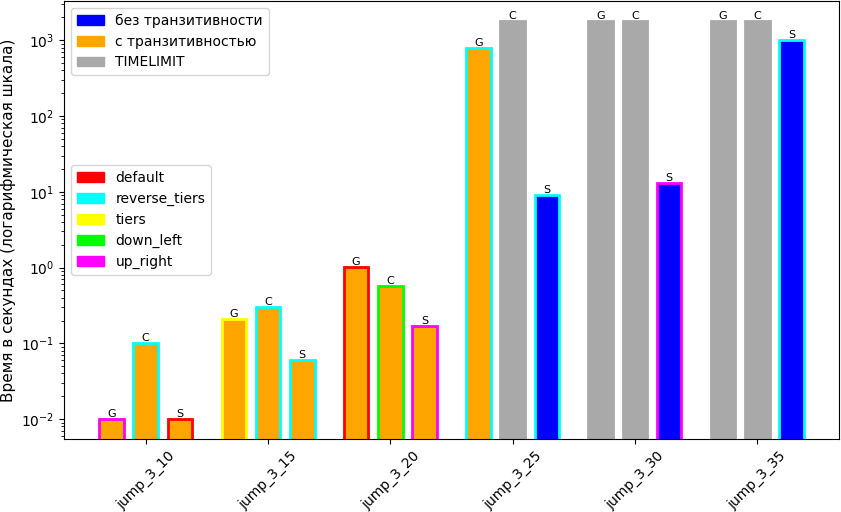 Время в секундах (логарифмическая шкала)
без транзитивности
с транзитивностью
TIMELIMIT
default
reverse_tiers
tiers
down_left
up_right
10³
10²
10¹
10⁰
10⁻¹
10⁻²
G C S
G C S
G C S
G C S
G C S
G C S
jump_3_10
jump_3_15
jump_3_20
jump_3_25
jump_3_30
jump_3_35